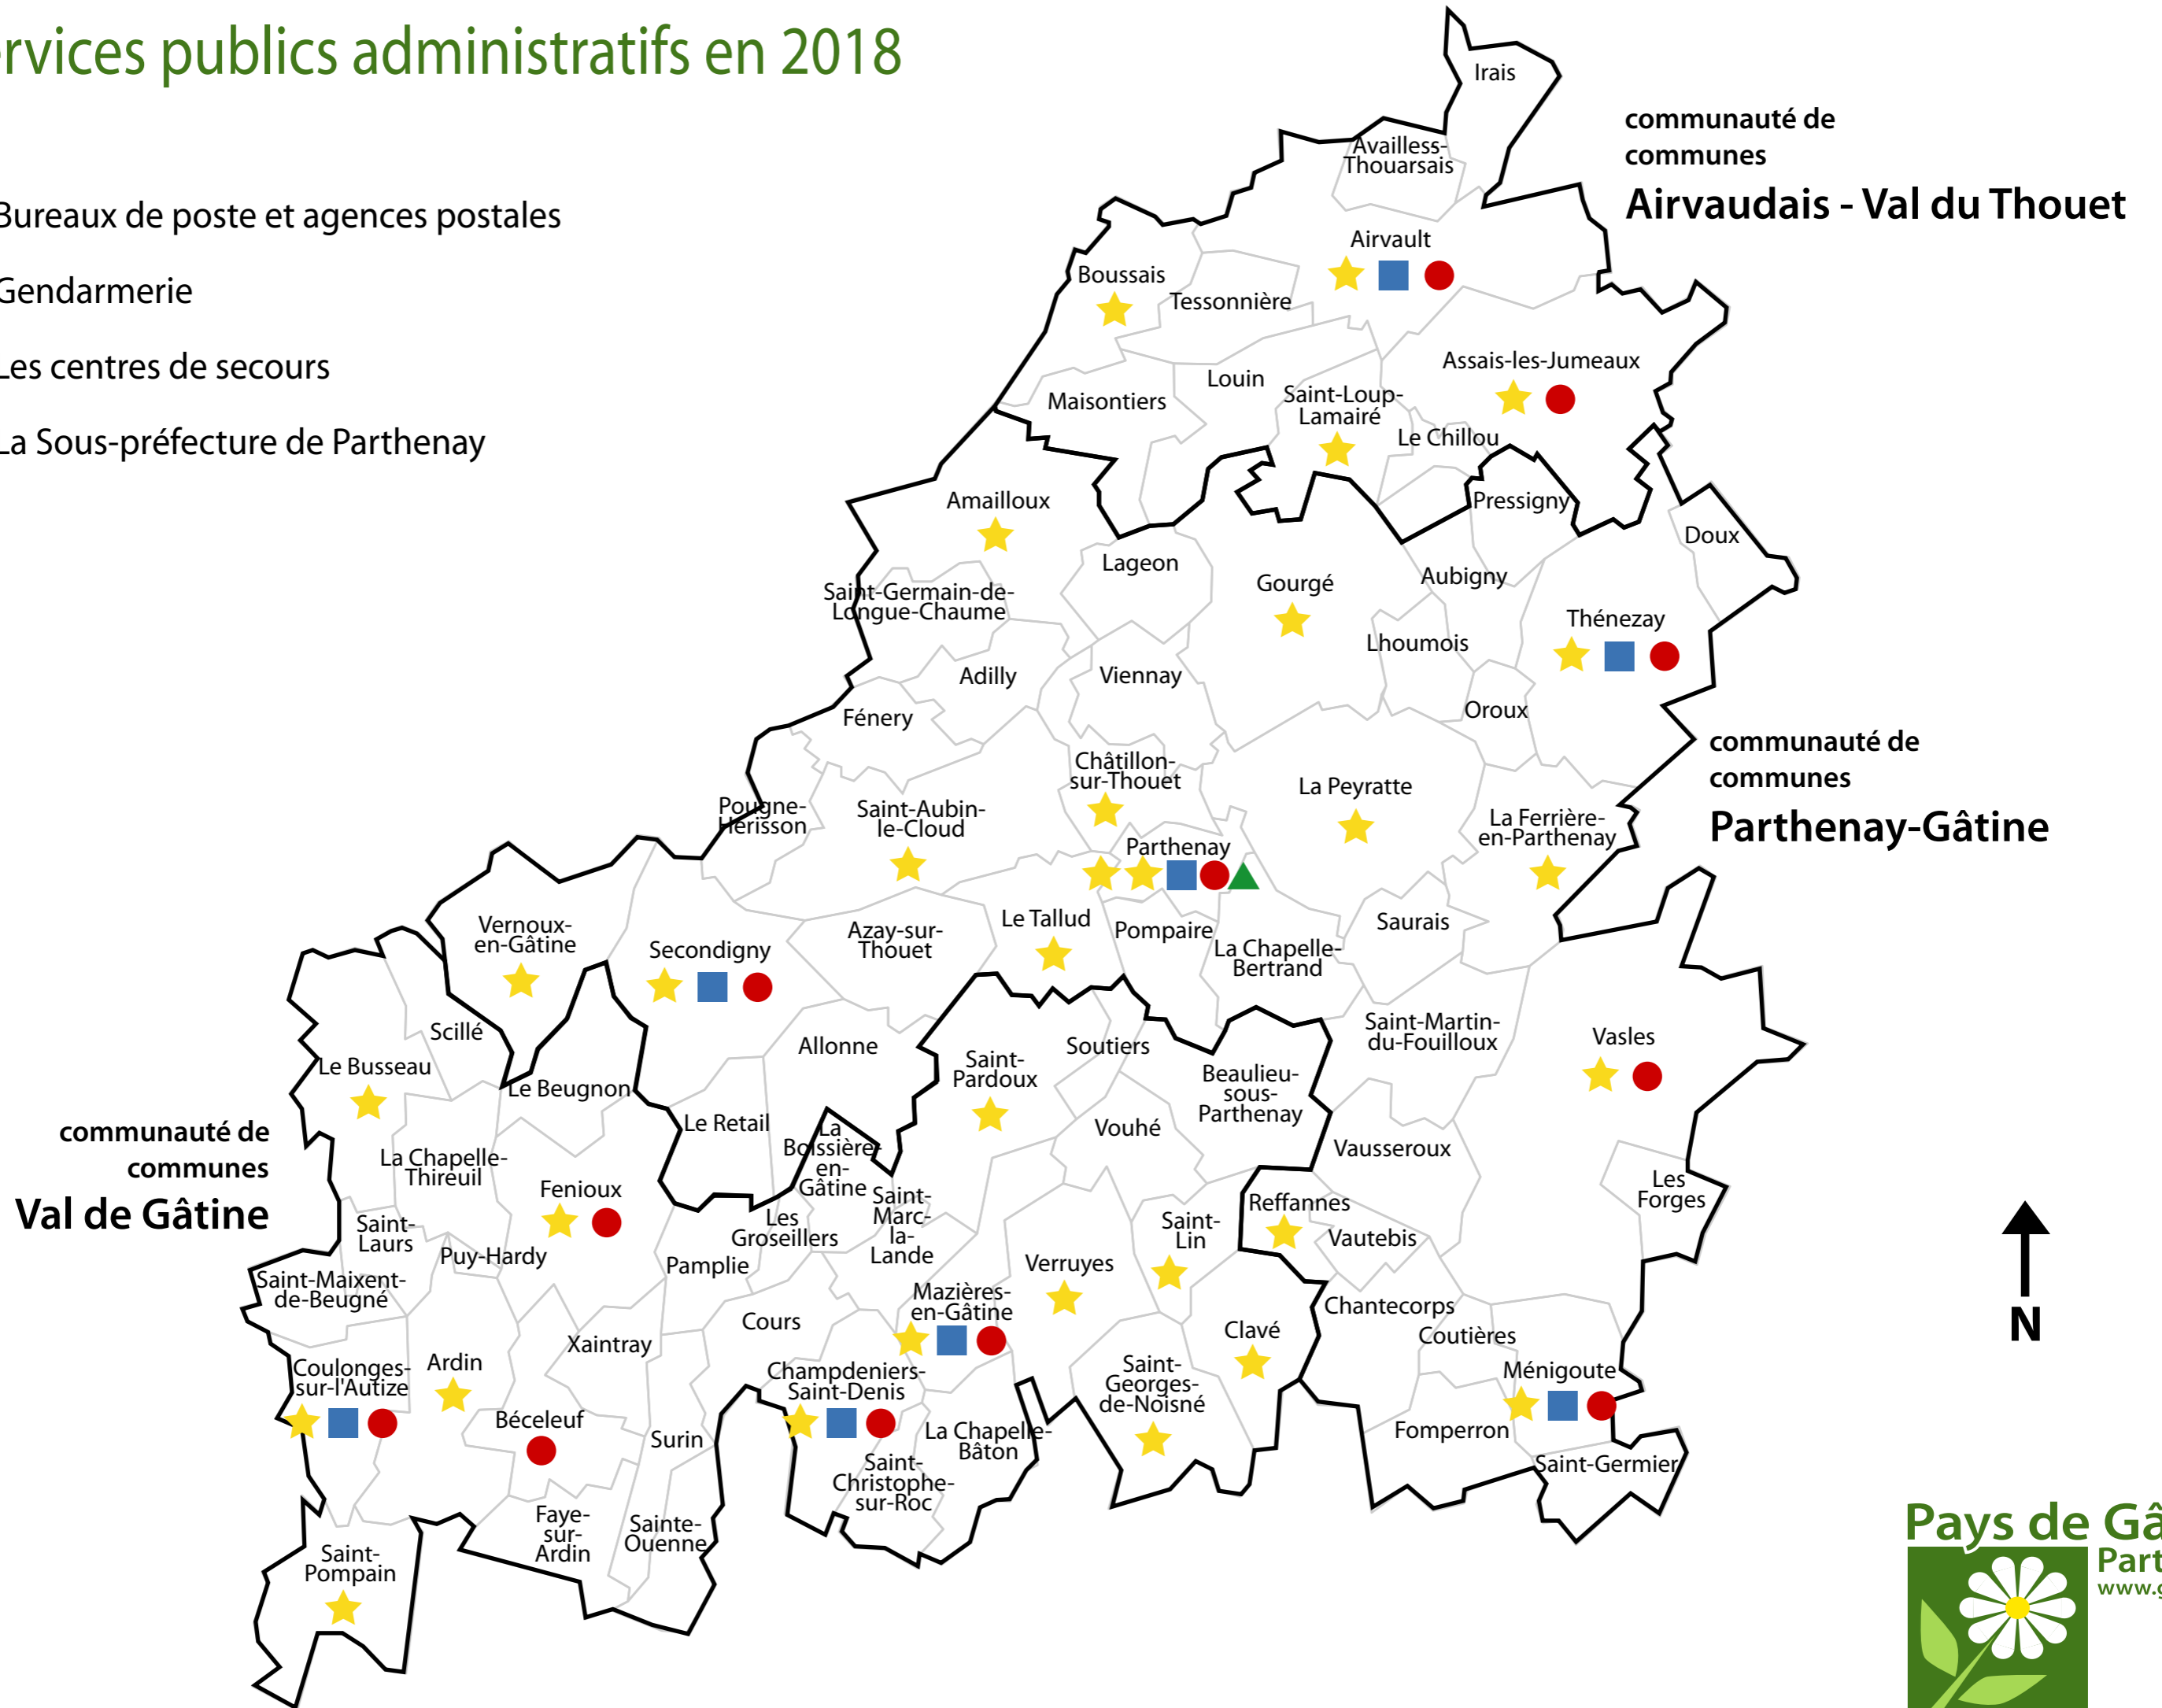 ervices publics administratifs en 2018
Bureaux de poste et agences postales
Gendarmerie
Les centres de secours
La Sous-préfecture de Parthenay
Irais
communauté de
communes
Airvaudais - Val du Thouet
Availless-
Thouarsais
Airvault
Boussais
Tessonnière
Assais-les-Jumeaux
Louin
Maisontiers
Saint-Loup-
Lamairé
Le Chillou
Amailloux
Pressigny
Doux
Lageon
Gourgé
Aubigny
Saint-Germain-de-
Longue-Chaume
Thénezay
Lhoumois
Adilly
Viennay
Fénery
Oroux
communauté de
communes
Parthenay-Gâtine
Châtillon-
sur-Thouet
La Peyratte
Pougne-
Hérisson
Saint-Aubin-
le-Cloud
La Ferrière-
en-Parthenay
Parthenay
Vernoux-
en-Gâtine
Secondigny
Azay-sur-
Thouet
Le Tallud
Pompaire
Saurais
La Chapelle-
Bertrand
Scillé
Allonne
Soutiers
Saint-Martin-
du-Fouilloux
Vasles
Le Busseau
Le Beugnon
Saint-
Pardoux
Beaulieu-
sous-
Parthenay
communauté de
communes
Val de Gâtine
Le Retail
La
Boissière-
en-
Gâtine
Vouhé
Vausseroux
La Chapelle-
Thireuil
Fenioux
Les
Forges
Saint-
Laurs
Puy-Hardy
Les
Groseillers
Saint-
Marc-
la-
Lande
Saint-
Lin
Reffannes
Vautebis
Pamplie
Verruyes
Saint-Maixent-
de-Beugné
Mazières-
en-Gâtine
Chantecorps
Cours
Xaintray
Clavé
Coutières
N
Coulonges-
sur-l'Autize
Ardin
Champdeniers-
Saint-Denis
Saint-
Georges-
de-Noisné
Ménigoute
Béceleuf
Surin
La Chapelle-
Bâton
Fomperron
Saint-
Christophe-
sur-Roc
Saint-Germier
Faye-
sur-
Ardin
Sainte-
Ouenne
Saint-
Pompain
Pays de Gâ
Part
www.g